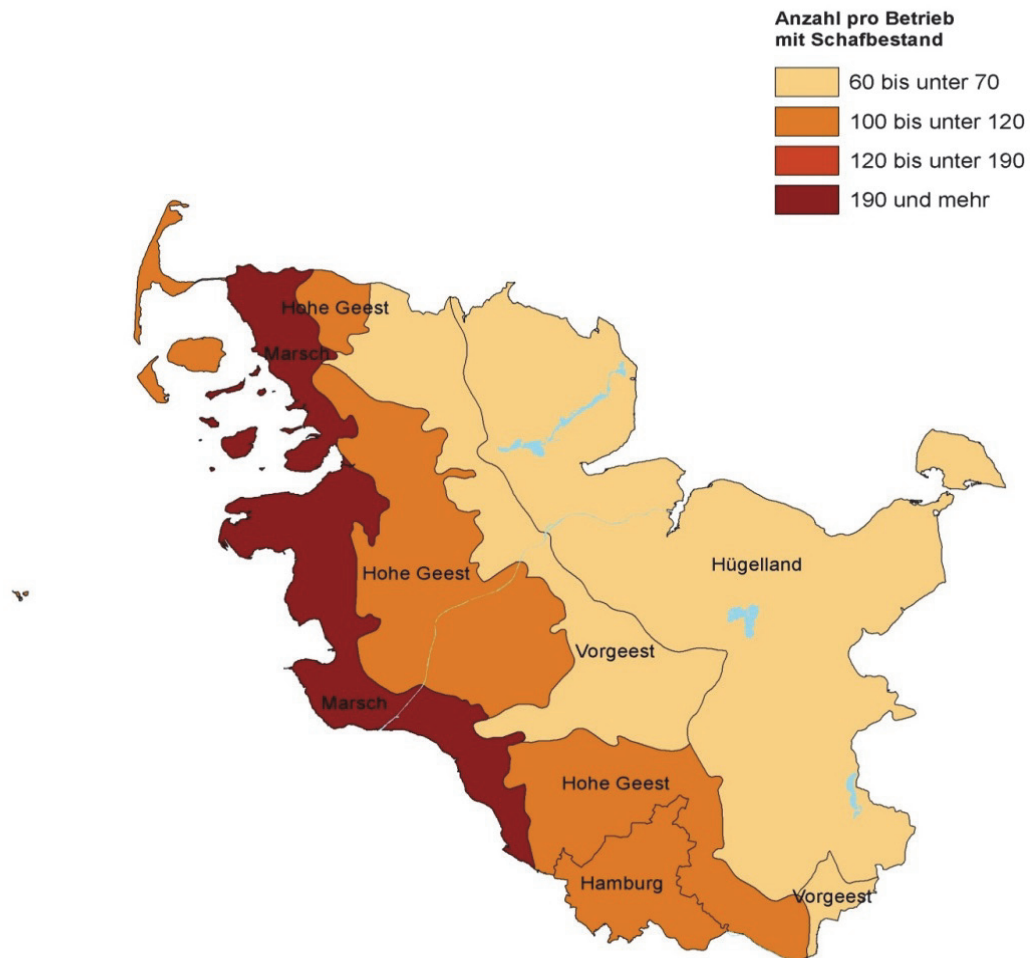 Anzahl pro Betrieb
mit Schafbestand
60 bis unter 70
100 bis unter 120
120 bis unter 190
190 und mehr
Hohe Geest
Marsch
Hügelland
Hohe Geest
Vorgeest
Marsch
Hohe Geest
Hamburg
Vorgeest